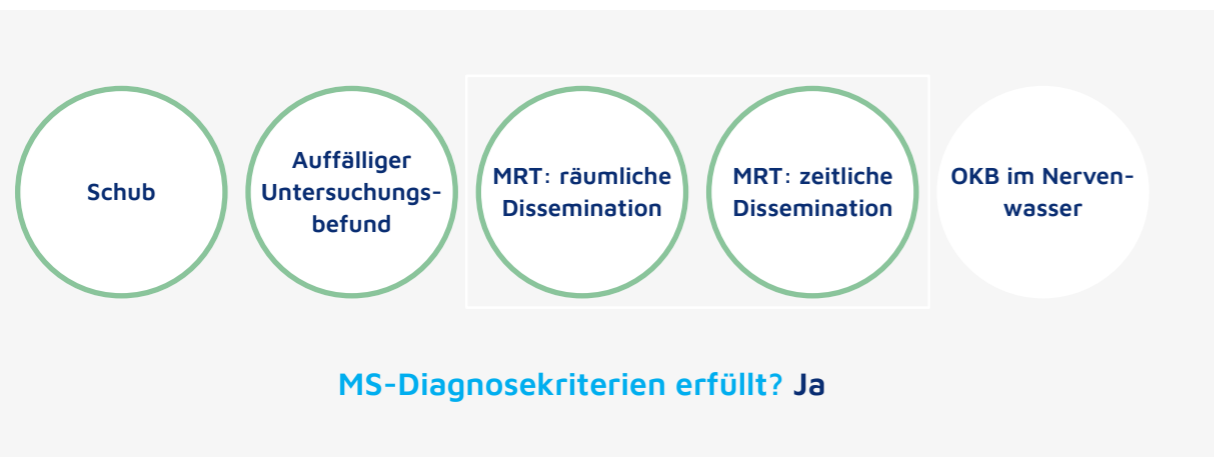 Schub
Auffälliger
Untersuchungs-
befund
MRT: räumliche
Dissemination
MRT: zeitliche
Dissemination
OKB im Nerven-
wasser
MS-Diagnosekriterien erfüllt? Ja